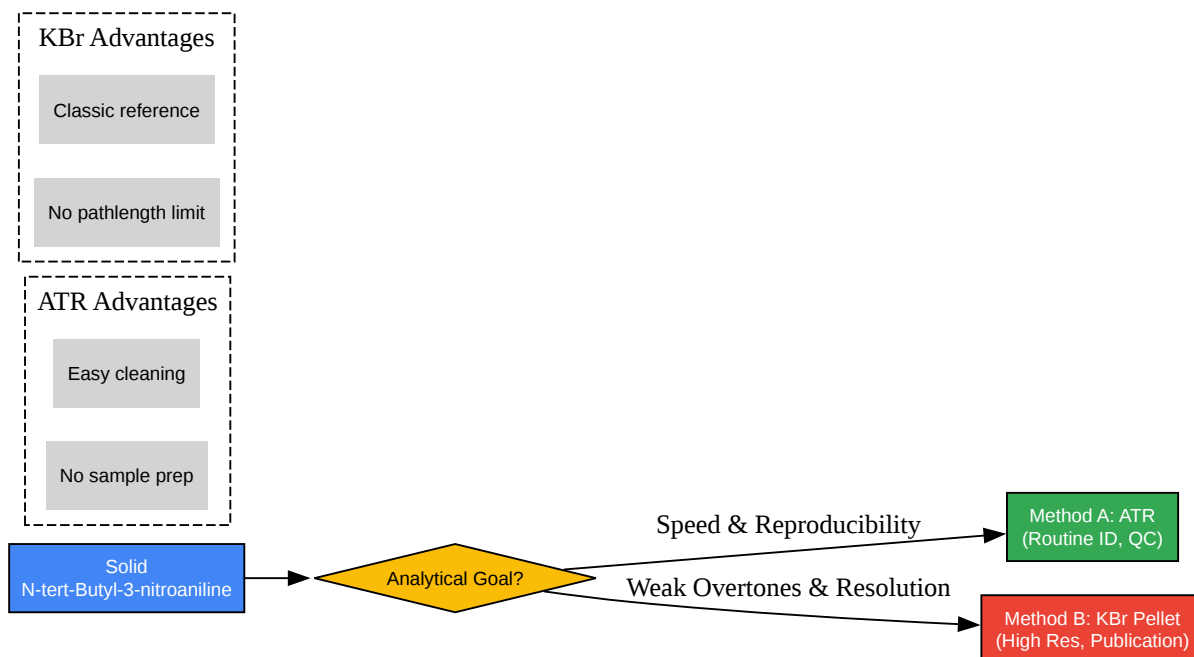 KBr Advantages
Classic reference
No pathlength limit
ATR Advantages
Easy cleaning
No sample prep
Solid
N-tert-Butyl-3-nitroaniline
Analytical Goal?
Speed & Reproducibility
Weak Overtones & Resolution
Method A: ATR
(Routine ID, QC)
Method B: KBr Pellet
(High Res, Publication)